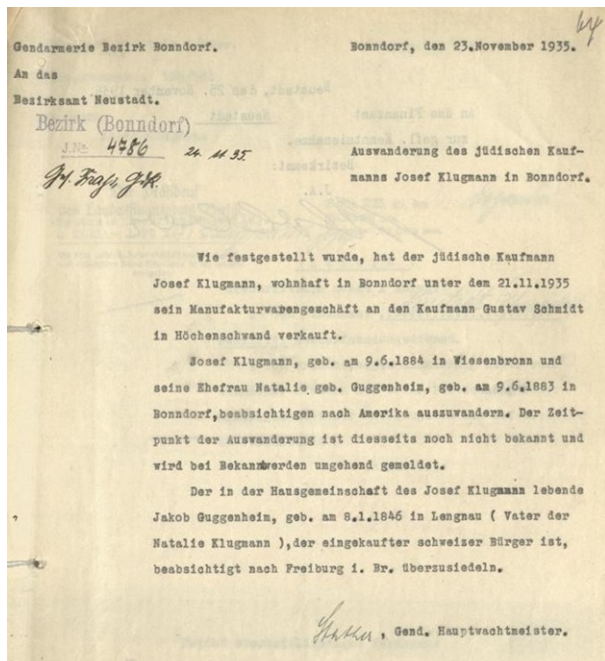 64
Gendarmerie Bezirk Bonndorf.
Bonndorf, den 23.November 1935.
An das
Bezirksamt Neustadt.
Bezirk (Bonndorf)
J.Nr. 4786
24. 11. 35.
Auswanderung des jüdischen Kauf-
manns Josef Klugmann in Bonndorf.
Wie festgestellt wurde, hat der jüdische Kaufmann
Josef Klugmann, wohnhaft in Bonndorf unter dem 21.11.1935
sein Manufakturwarengeschäft an den Kaufmann Gustav Schmidt
in Höchenschwand verkauft.
Josef Klugmann, geb. am 9.6.1884 in Wiesenbronn und
seine Ehefrau Natalie geb. Guggenheim, geb. am 9.6.1883 in
Bonndorf,beabsichtigen nach Amerika auszuwandern. Der Zeit-
punkt der Auswanderung ist diesseits noch nicht bekannt und
wird bei Bekanntwerden umgehend gemeldet.
Der in der Hausgemeinschaft des Josef Klugmann lebende
Jakob Guggenheim, geb. am 8.1.1846 in Lengnau ( Vater der
Natalie Klugmann ),der eingekaufter schweizer Bürger ist,
beabsichtigt nach Freiburg i. Br. überzusiedeln.
, Gend. Hauptwachtmeister.